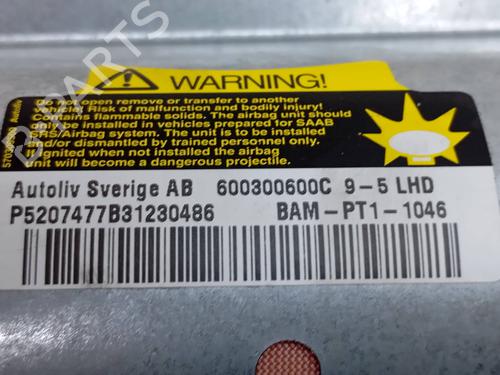 WARNING!
Do not open remove or transfer to another
vehicle! Risk of malfunction and bodily injury!
Contains flammable solids. The airbag unit should
only be installed in vehicles prepared for SAAB
SRS/Airbag system. The unit is to be installed
and/or dismantled by trained personnel only.
If ignited when not installed the airbag
unit will become a dangerous projectile.
Autoliv
Autoliv Sverige AB 600300600C 9-5 LHD
P5207477B31230486 BAM-PT1-1046